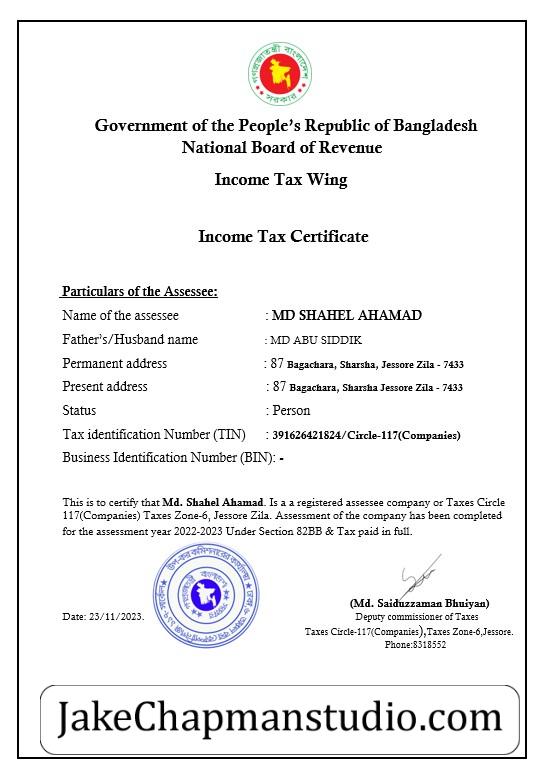 গণপ্রজাতন্ত্রী বাংলাদেশ
সরকার
Government of the People's Republic of Bangladesh
National Board of Revenue
Income Tax Wing
Income Tax Certificate
Particulars of the Assessee:
Name of the assessee : MD SHAHEL AHAMAD
Father's/Husband name : MD ABU SIDDIK
Permanent address : 87 Bagachara, Sharsha, Jessore Zila - 7433
Present address : 87 Bagachara, Sharsha Jessore Zila - 7433
Status : Person
Tax identification Number (TIN) : 391626421824/Circle-117(Companies)
Business Identification Number (BIN): -
This is to certify that Md. Shahel Ahamad. Is a a registered assessee company or Taxes Circle
117(Companies) Taxes Zone-6, Jessore Zila. Assessment of the company has been completed
for the assessment year 2022-2023 Under Section 82BB & Tax paid in full.
Date: 23/11/2023.
(Md. Saiduzzaman Bhuiyan)
Deputy commissioner of Taxes
Taxes Circle-117(Companies),Taxes Zone-6,Jessore.
Phone:8318552
JakeChapmanstudio.com